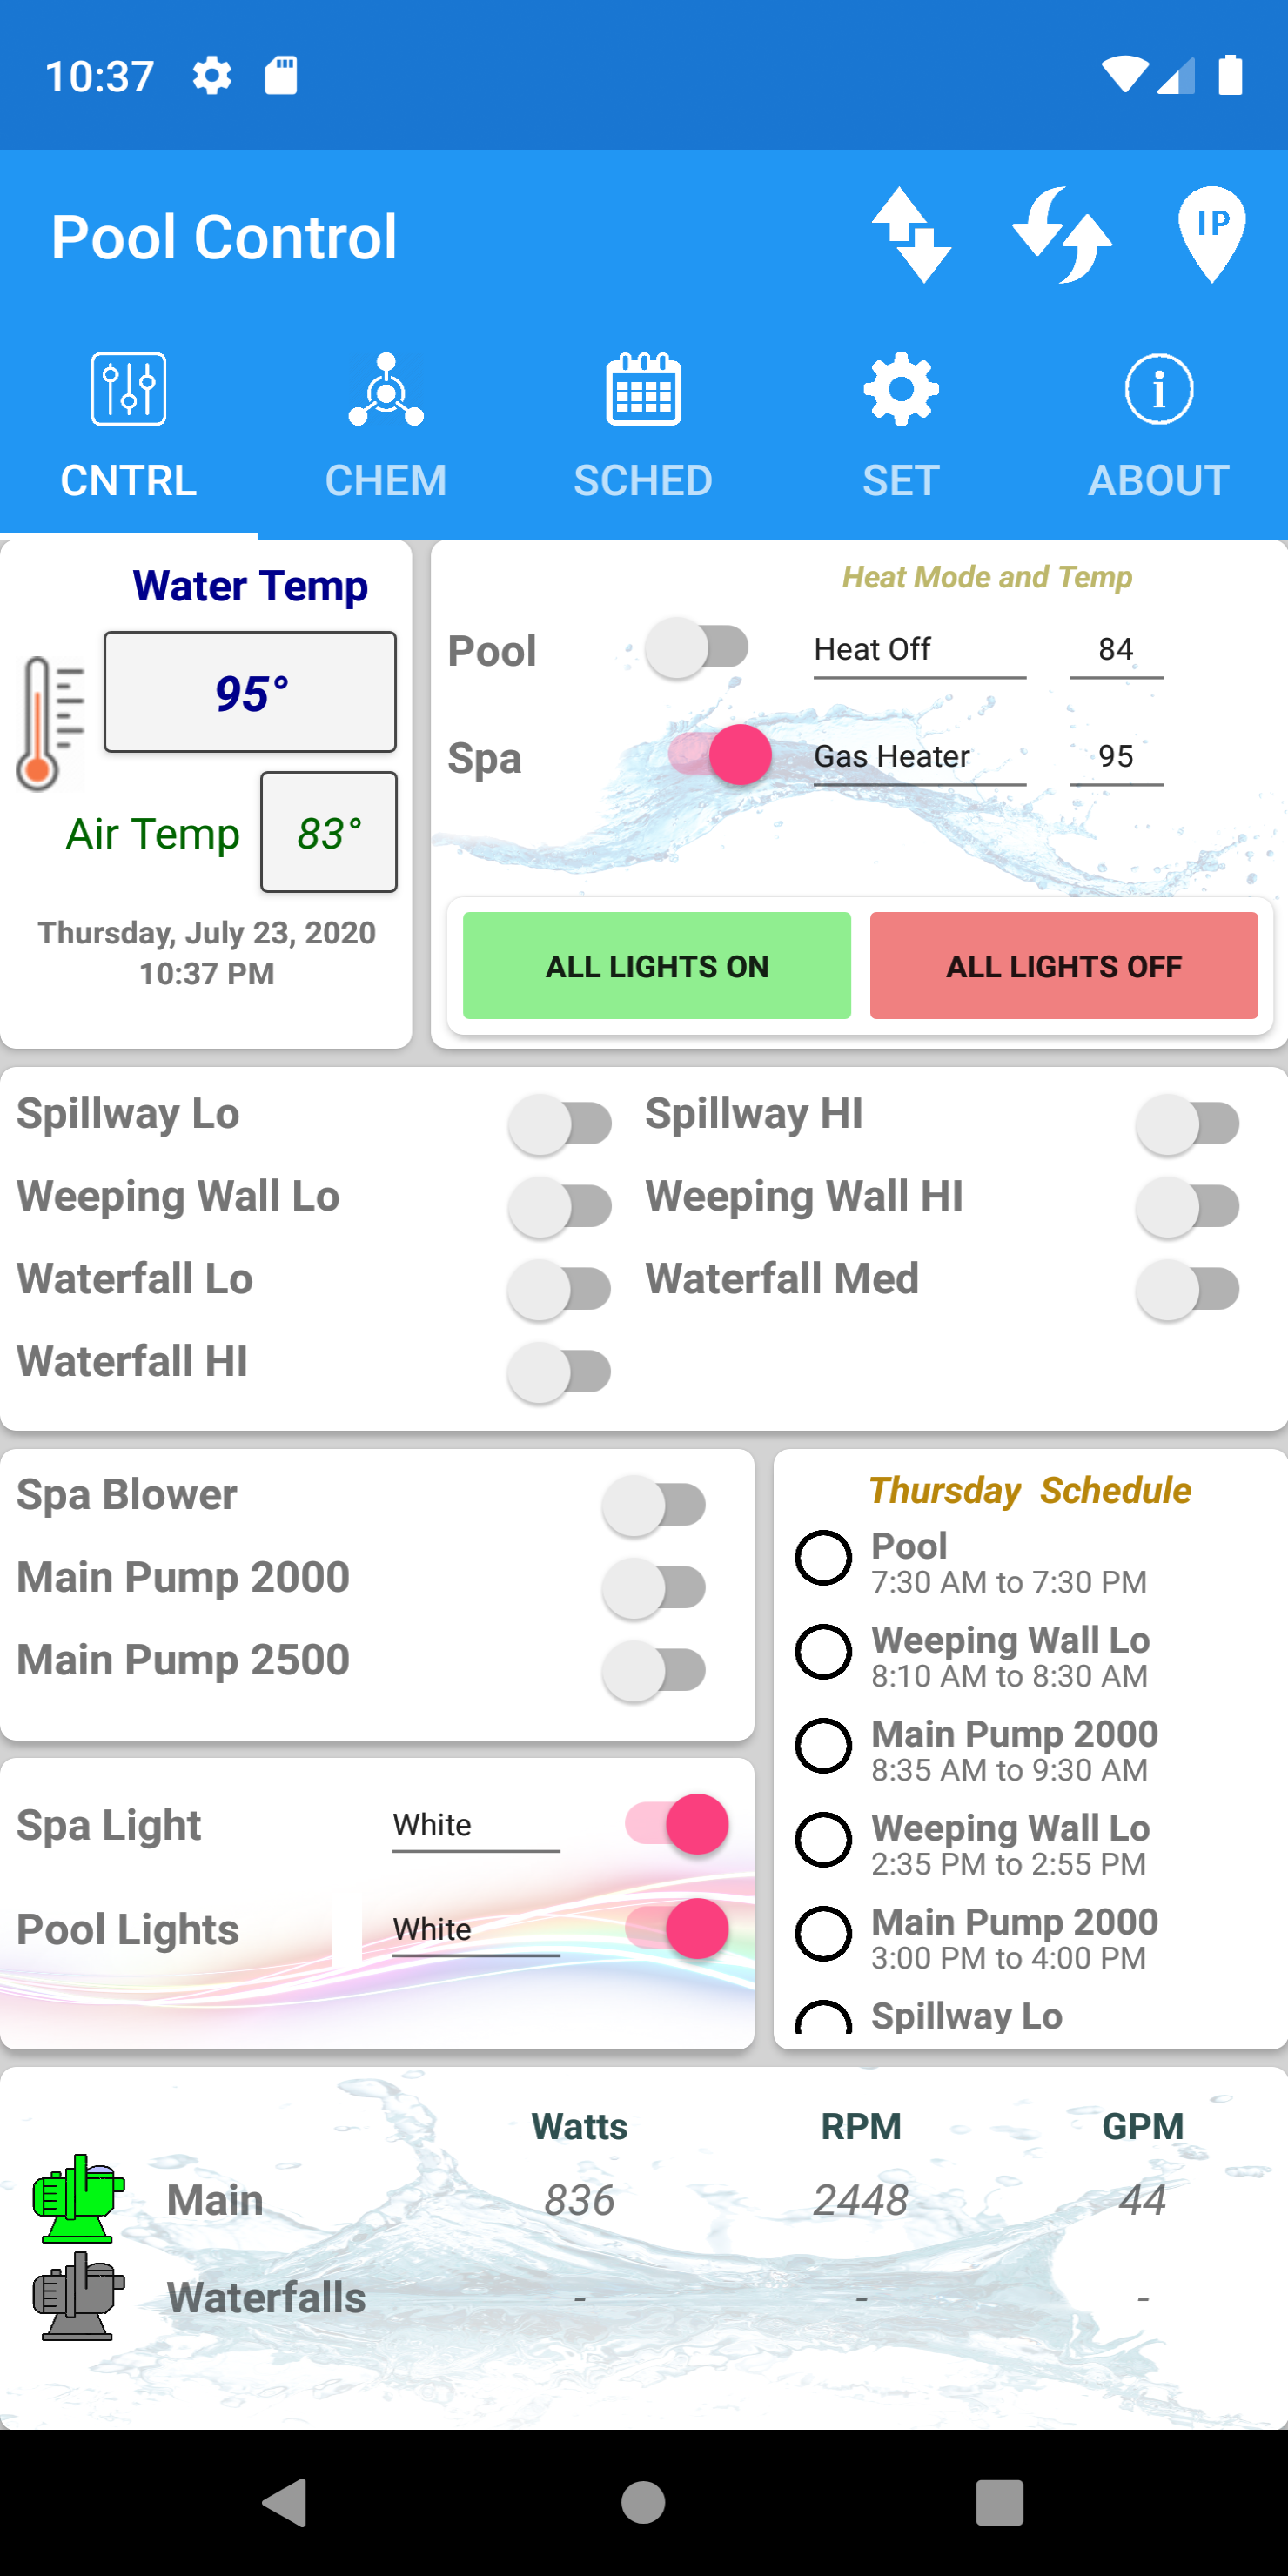 10:37
Pool Control
IP
CNTRL CHEM SCHED SET ABOUT
Water Temp
95°
Air Temp 83°
Thursday, July 23, 2020
10:37 PM
Heat Mode and Temp
Pool Heat Off 84
Spa Gas Heater 95
ALL LIGHTS ON ALL LIGHTS OFF
Spillway Lo Spillway HI
Weeping Wall Lo Weeping Wall HI
Waterfall Lo Waterfall Med
Waterfall HI
Spa Blower
Main Pump 2000
Main Pump 2500
Spa Light White
Pool Lights White
Thursday Schedule
Pool
7:30 AM to 7:30 PM
Weeping Wall Lo
8:10 AM to 8:30 AM
Main Pump 2000
8:35 AM to 9:30 AM
Weeping Wall Lo
2:35 PM to 2:55 PM
Main Pump 2000
3:00 PM to 4:00 PM
Spillway Lo
Watts RPM GPM
Main 836 2448 44
Waterfalls - - -